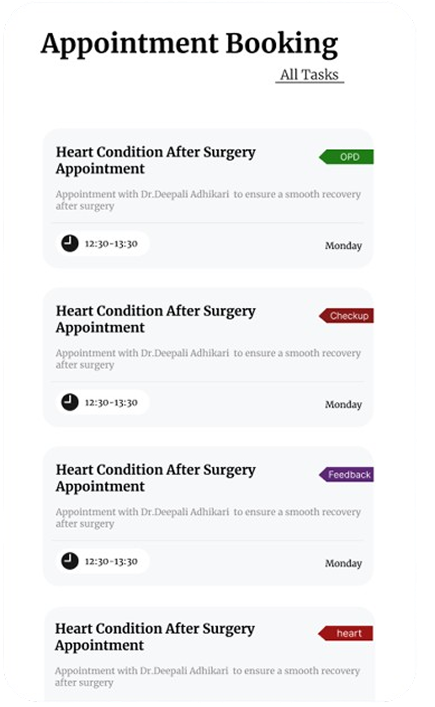 Appointment Booking
All Tasks
Heart Condition After Surgery
Appointment
OPD
Appointment with Dr.Deepali Adhikari to ensure a smooth recovery
after surgery
12:30-13:30
Monday
Heart Condition After Surgery
Appointment
Checkup
Appointment with Dr.Deepali Adhikari to ensure a smooth recovery
after surgery
12:30-13:30
Monday
Heart Condition After Surgery
Appointment
Feedback
Appointment with Dr.Deepali Adhikari to ensure a smooth recovery
after surgery
12:30-13:30
Monday
Heart Condition After Surgery
Appointment
heart
Appointment with Dr.Deepali Adhikari to ensure a smooth recovery
after surgery